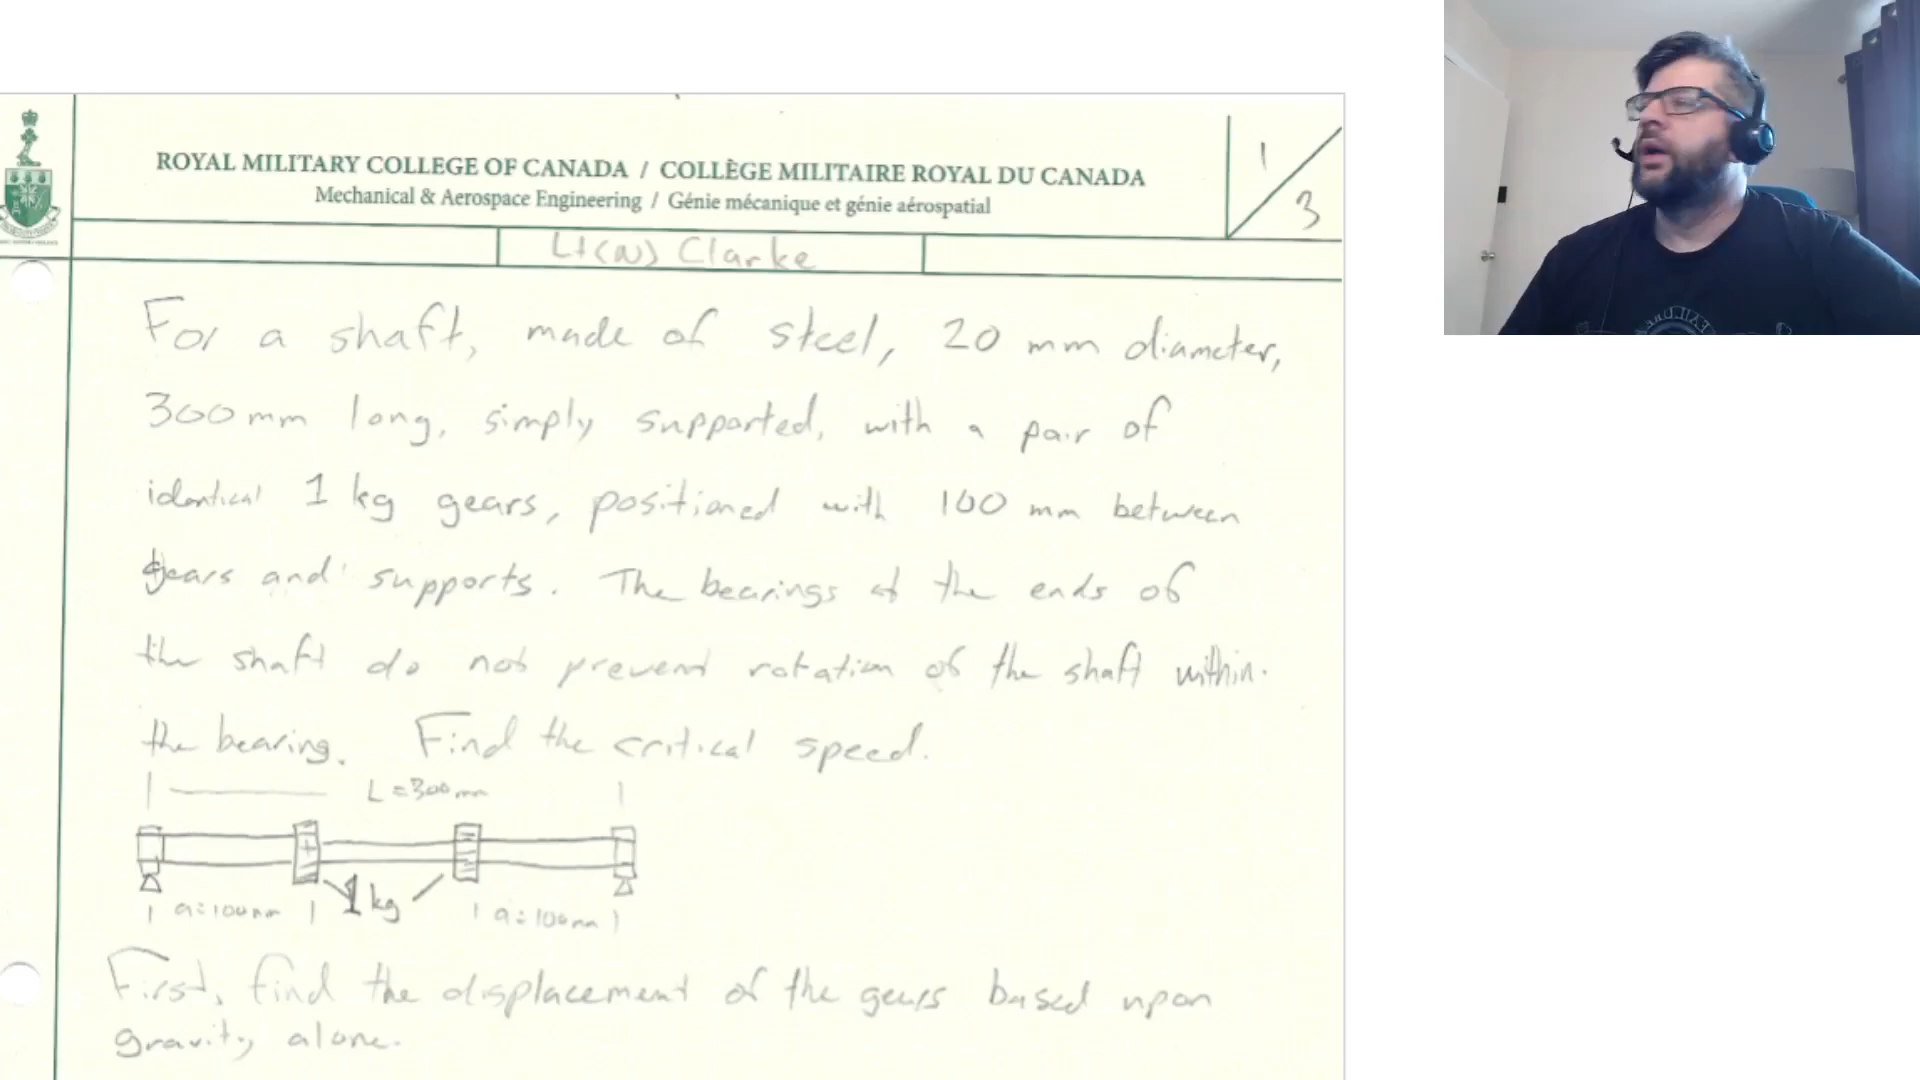 ROYAL MILITARY COLLEGE OF CANADA / COLLÈGE MILITAIRE ROYAL DU CANADA
Mechanical & Aerospace Engineering / Génie mécanique et génie aérospatial
1/3
Lt(N) Clarke
For a shaft, made of steel, 20 mm diameter,
300mm long, simply supported, with a pair of
identical 1 kg gears, positioned with 100 mm between
gears and supports. The bearings at the ends of
the shaft do not prevent rotation of the shaft within
the bearing. Find the critical speed.
L=300mm
1 kg
a=100mm
a=100mm
First, find the displacement of the gears based upon
gravity alone.